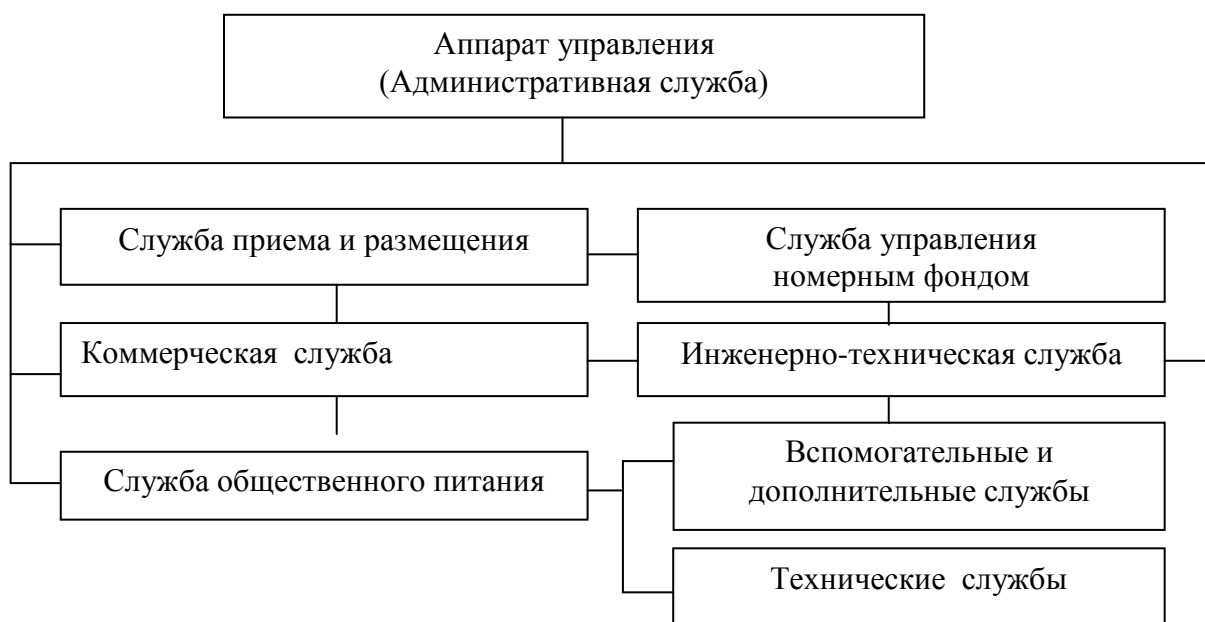 Аппарат управления
(Административная служба)
Служба приема и размещения
Служба управления
номерным фондом
Коммерческая служба
Инженерно-техническая служба
Служба общественного питания
Вспомогательные и
дополнительные службы
Технические службы